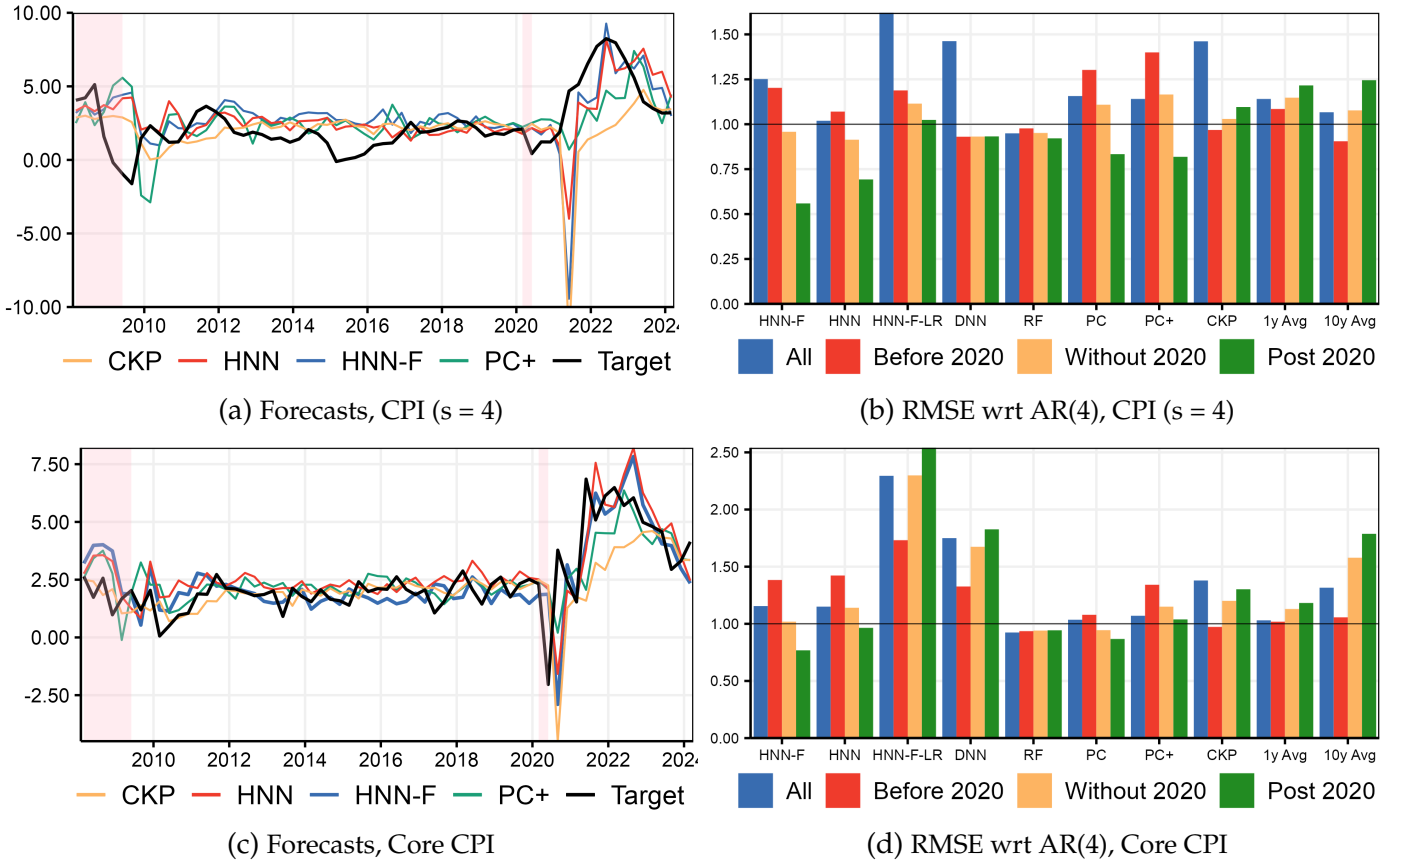 10.00
5.00
0.00
-5.00
-10.00
2010 2012 2014 2016 2018 2020 2022 2024
CKP HNN HNN-F PC+ Target
(a) Forecasts, CPI (s = 4)
1.50
1.25
1.00
0.75
0.50
0.25
0.00
HNN-F HNN HNN-F-LR DNN RF PC PC+ CKP 1y Avg 10y Avg
All Before 2020 Without 2020 Post 2020
(b) RMSE wrt AR(4), CPI (s = 4)
7.50
5.00
2.50
0.00
-2.50
2010 2012 2014 2016 2018 2020 2022 2024
CKP HNN HNN-F PC+ Target
(c) Forecasts, Core CPI
2.50
2.00
1.50
1.00
0.50
0.00
HNN-F HNN HNN-F-LR DNN RF PC PC+ CKP 1y Avg 10y Avg
All Before 2020 Without 2020 Post 2020
(d) RMSE wrt AR(4), Core CPI